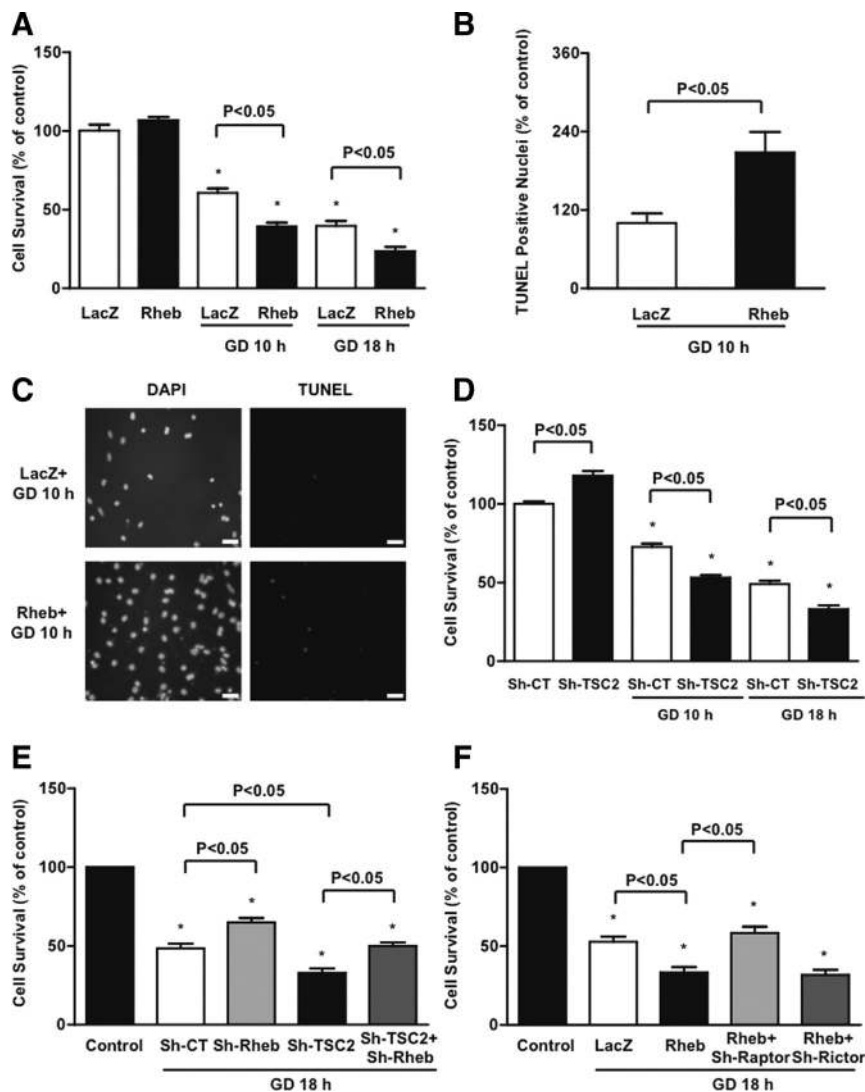 A
Cell Survival (% of control)
150
100
50
0
P<0.05
P<0.05
*
*
*
*
LacZ Rheb LacZ Rheb LacZ Rheb
GD 10 h GD 18 h
B
TUNEL Positive Nuclei (% of control)
360
240
120
0
P<0.05
LacZ Rheb
GD 10 h
C
DAPI TUNEL
LacZ+
GD 10 h
Rheb+
GD 10 h
D
Cell Survival (% of control)
150
100
50
0
P<0.05
P<0.05
P<0.05
*
*
*
*
Sh-CT Sh-TSC2 Sh-CT Sh-TSC2 Sh-CT Sh-TSC2
GD 10 h GD 18 h
E
Cell Survival (% of control)
150
100
50
0
P<0.05
P<0.05
P<0.05
*
*
*
*
Control Sh-CT Sh-Rheb Sh-TSC2 Sh-TSC2+
Sh-Rheb
GD 18 h
F
Cell Survival (% of control)
150
100
50
0
P<0.05
P<0.05
*
*
*
*
Control LacZ Rheb Rheb+ Rheb+
Sh-Raptor Sh-Rictor
GD 18 h